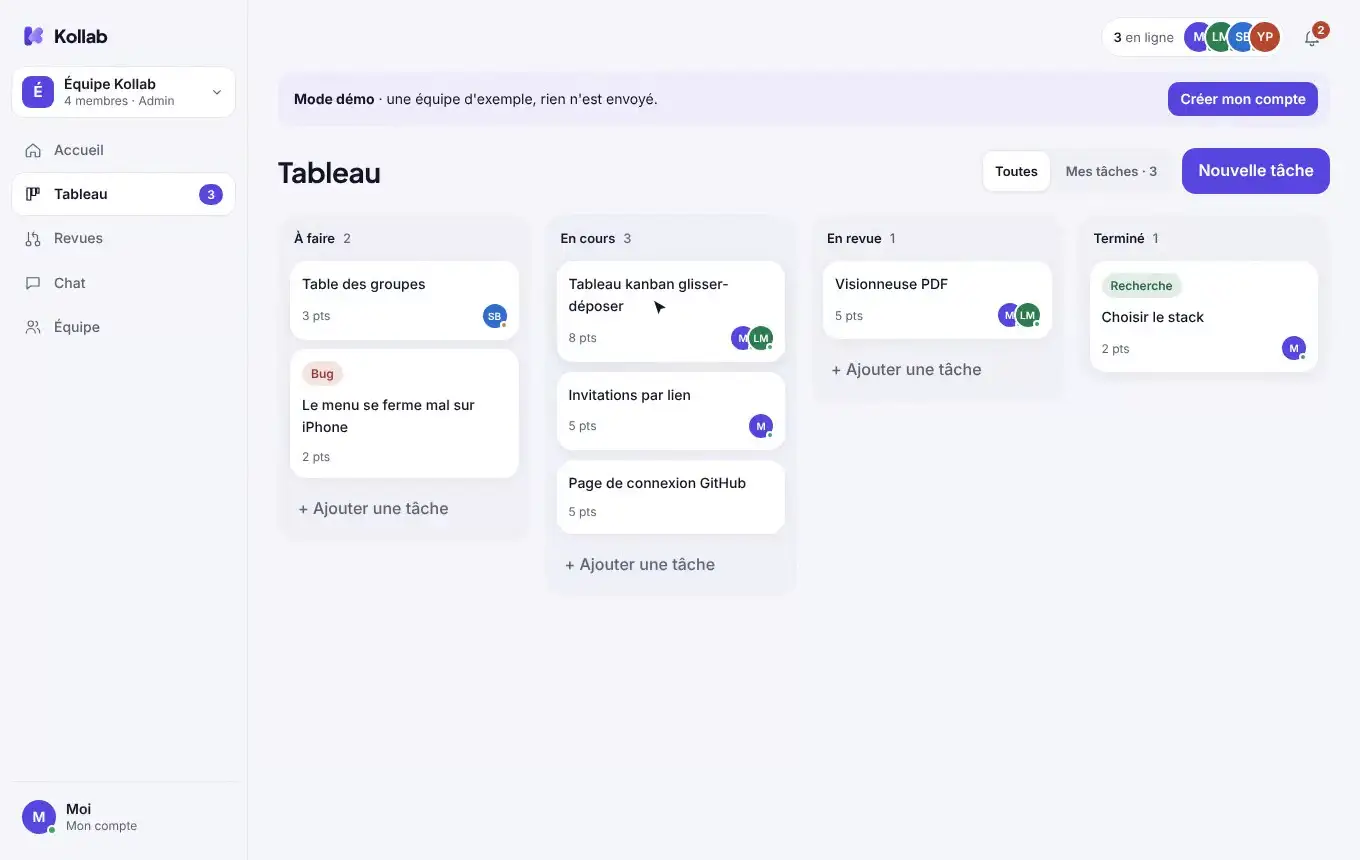 Kollab
É
Équipe Kollab
4 membres · Admin
Accueil
Tableau
3
Revues
Chat
Équipe
M
Moi
Mon compte
3 en ligne
M
LM
SB
YP
2
Mode démo · une équipe d'exemple, rien n'est envoyé.
Créer mon compte
Tableau
Toutes
Mes tâches · 3
Nouvelle tâche
À faire 2
Table des groupes
3 pts
SB
Bug
Le menu se ferme mal sur
iPhone
2 pts
+ Ajouter une tâche
En cours 3
Tableau kanban glisser-
déposer
8 pts
M
LM
Invitations par lien
5 pts
M
Page de connexion GitHub
5 pts
+ Ajouter une tâche
En revue 1
Visionneuse PDF
5 pts
M
LM
+ Ajouter une tâche
Terminé 1
Recherche
Choisir le stack
2 pts
M